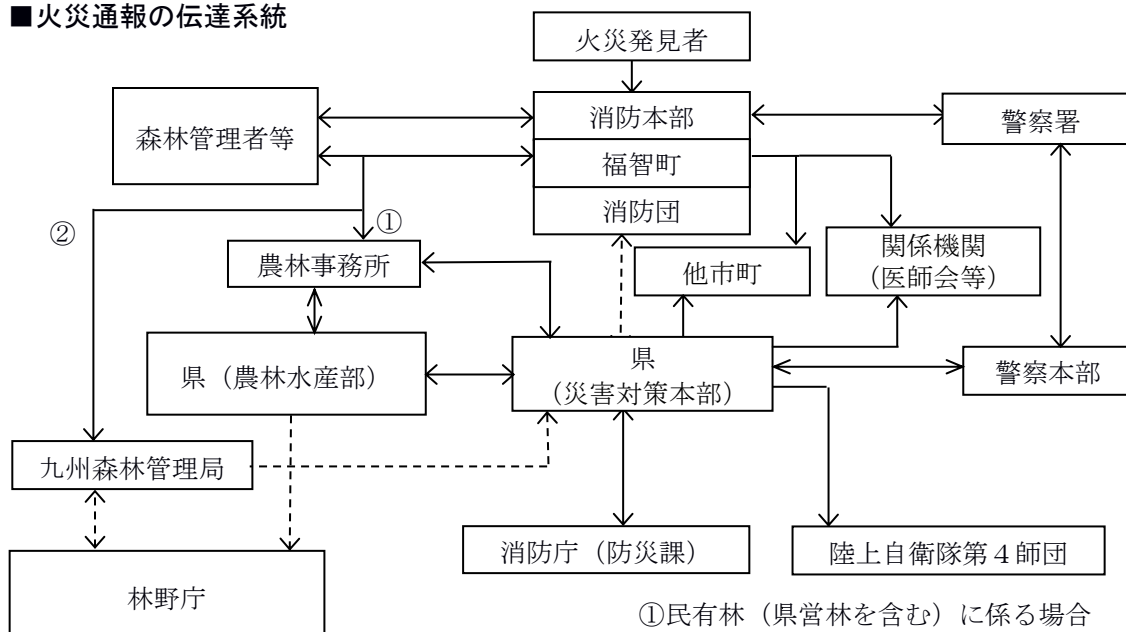 ■火災通報の伝達系統
火災発見者
森林管理者等
消防本部
警察署
福智町
消防団
②
①
農林事務所
他市町
関係機関
(医師会等)
県(農林水産部)
県
(災害対策本部)
警察本部
九州森林管理局
消防庁(防災課)
陸上自衛隊第４師団
林野庁
①民有林(県営林を含む)に係る場合